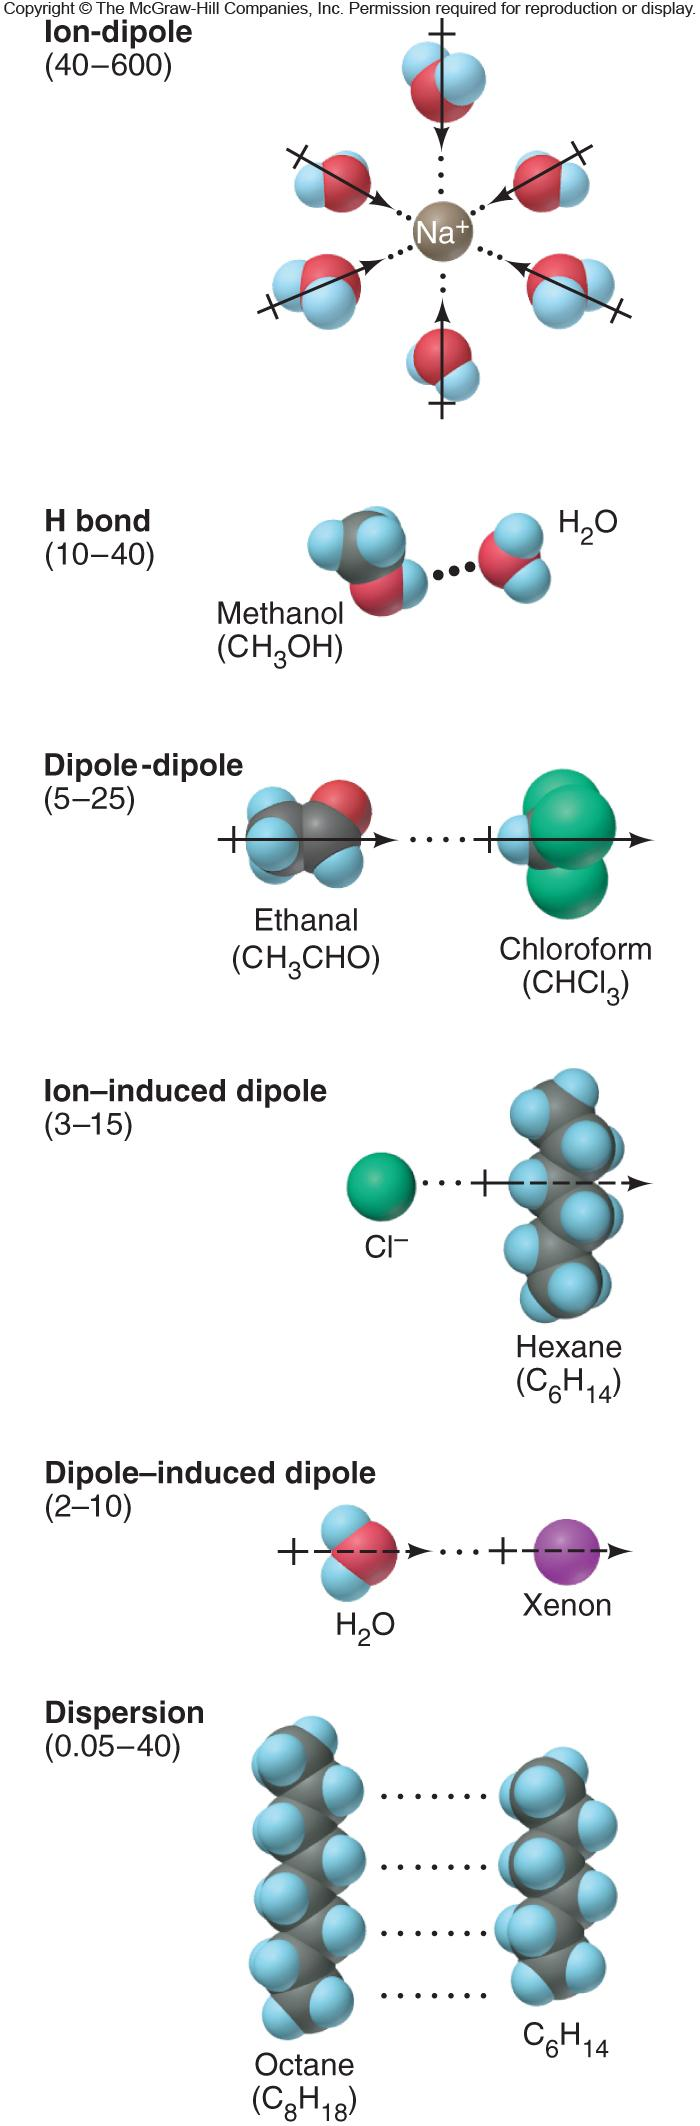 Copyright © The McGraw-Hill Companies, Inc. Permission required for reproduction or display.
Ion-dipole
(40–600)
Na⁺
H bond
(10–40)
H₂O
Methanol
(CH₃OH)
Dipole-dipole
(5–25)
Ethanal
(CH₃CHO)
Chloroform
(CHCl₃)
Ion–induced dipole
(3–15)
Cl⁻
Hexane
(C₆H₁₄)
Dipole–induced dipole
(2–10)
H₂O
Xenon
Dispersion
(0.05–40)
Octane
(C₈H₁₈)
C₆H₁₄